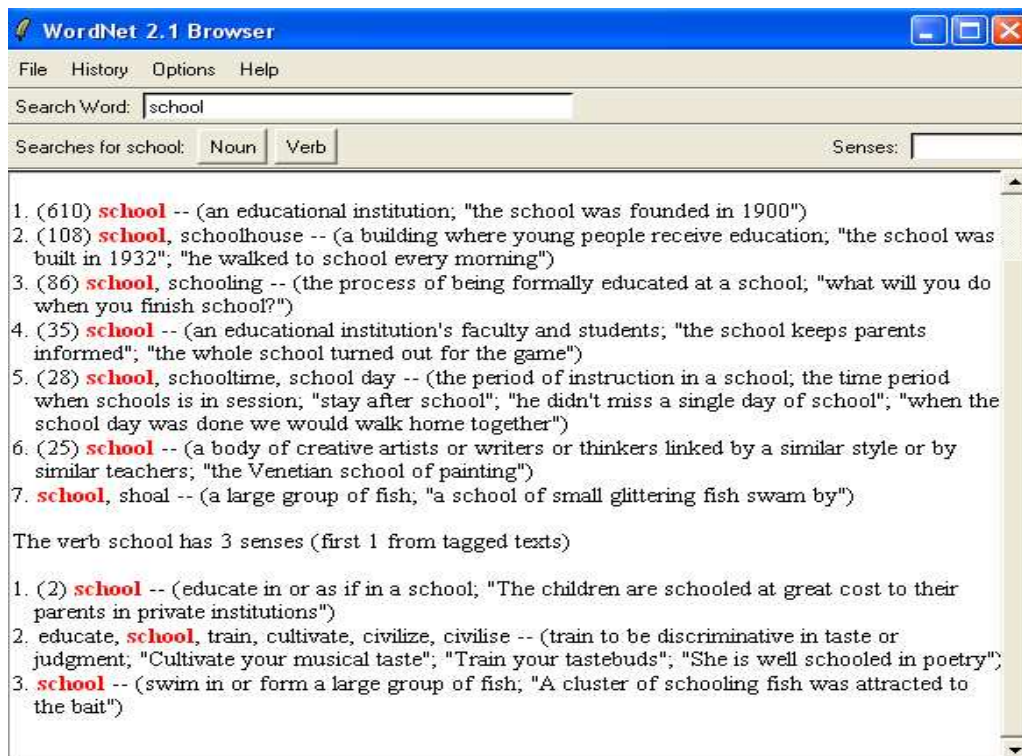 WordNet 2.1 Browser
File History Options Help
Search Word: school
Searches for school: Noun Verb Senses:
1. (610) school -- (an educational institution; "the school was founded in 1900")
2. (108) school, schoolhouse -- (a building where young people receive education; "the school was
built in 1932"; "he walked to school every morning")
3. (86) school, schooling -- (the process of being formally educated at a school; "what will you do
when you finish school?")
4. (35) school -- (an educational institution's faculty and students; "the school keeps parents
informed"; "the whole school turned out for the game")
5. (28) school, schooltime, school day -- (the period of instruction in a school; the time period
when schools is in session; "stay after school"; "he didn't miss a single day of school"; "when the
school day was done we would walk home together")
6. (25) school -- (a body of creative artists or writers or thinkers linked by a similar style or by
similar teachers; "the Venetian school of painting")
7. school, shoal -- (a large group of fish; "a school of small glittering fish swam by")
The verb school has 3 senses (first 1 from tagged texts)
1. (2) school -- (educate in or as if in a school; "The children are schooled at great cost to their
parents in private institutions")
2. educate, school, train, cultivate, civilize, civilise -- (train to be discriminative in taste or
judgment; "Cultivate your musical taste"; "Train your tastebuds"; "She is well schooled in poetry")
3. school -- (swim in or form a large group of fish; "A cluster of schooling fish was attracted to
the bait")